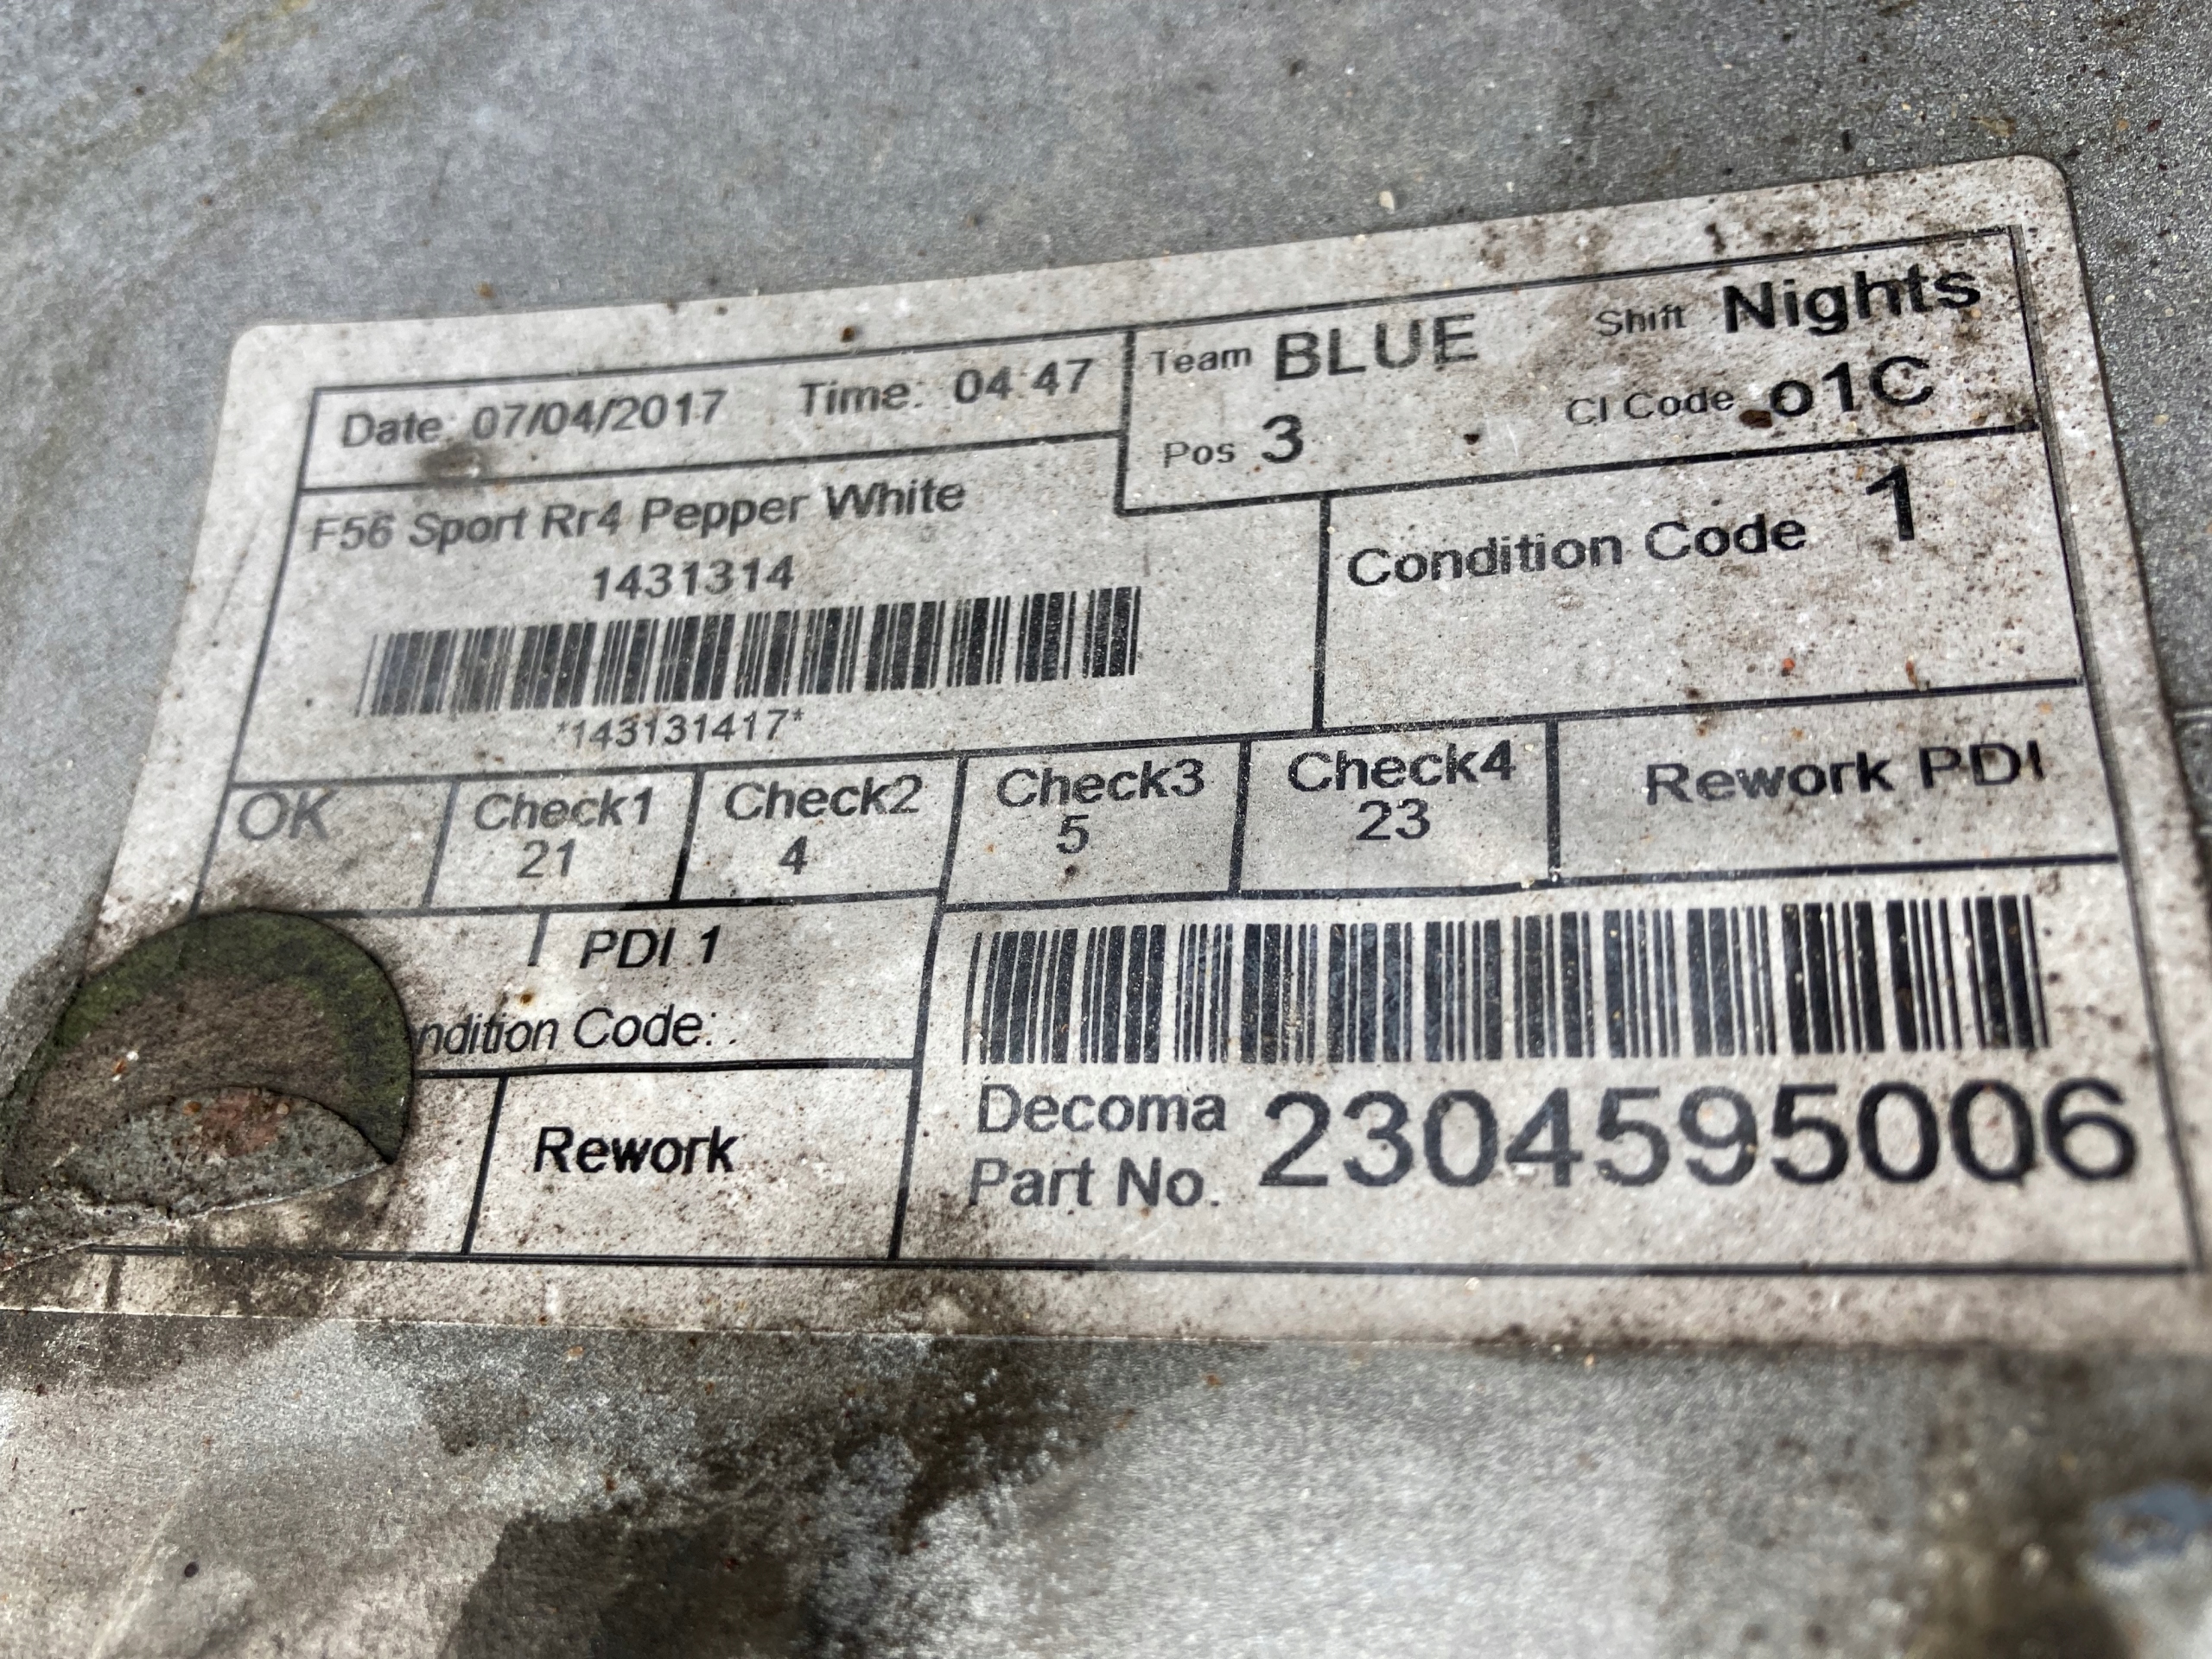 Date: 07/04/2017 Time: 04:47
Team BLUE Shift Nights
Pos 3 CI Code o1C
F56 Sport Rr4 Pepper White
1431314
*143131417*
Condition Code 1
OK Check1 Check2 Check3 Check4 Rework PDI
21 4 5 23
PDI 1
ndition Code: .
Rework
Decoma
Part No. 2304595006